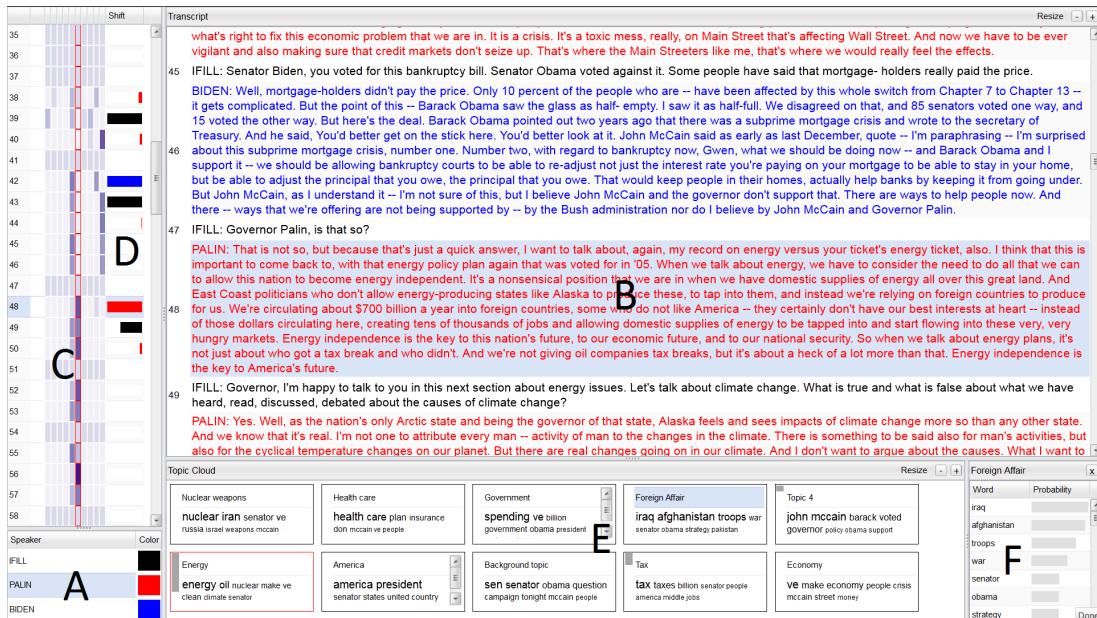 Shift
35
36
37
38
39
40
41
42
43
44
45
46
47
48
49
50
51
52
53
54
55
56
57
58
D
C
Speaker Color
IFILL
PALIN
BIDEN
A
Transcript Resize - +
what's right to fix this economic problem that we are in. It is a crisis. It's a toxic mess, really, on Main Street that's affecting Wall Street. And now we have to be ever
vigilant and also making sure that credit markets don't seize up. That's where the Main Streeters like me, that's where we would really feel the effects.
45 IFILL: Senator Biden, you voted for this bankruptcy bill. Senator Obama voted against it. Some people have said that mortgage- holders really paid the price.
BIDEN: Well, mortgage-holders didn't pay the price. Only 10 percent of the people who are -- have been affected by this whole switch from Chapter 7 to Chapter 13 --
it gets complicated. But the point of this -- Barack Obama saw the glass as half- empty. I saw it as half-full. We disagreed on that, and 85 senators voted one way, and
15 voted the other way. But here's the deal. Barack Obama pointed out two years ago that there was a subprime mortgage crisis and wrote to the secretary of
Treasury. And he said, You'd better get on the stick here. You'd better look at it. John McCain said as early as last December, quote -- I'm paraphrasing -- I'm surprised
46 about this subprime mortgage crisis, number one. Number two, with regard to bankruptcy now, Gwen, what we should be doing now -- and Barack Obama and I
support it -- we should be allowing bankruptcy courts to be able to re-adjust not just the interest rate you're paying on your mortgage to be able to stay in your home,
but be able to adjust the principal that you owe, the principal that you owe. That would keep people in their homes, actually help banks by keeping it from going under.
But John McCain, as I understand it -- I'm not sure of this, but I believe John McCain and the governor don't support that. There are ways to help people now. And
there -- ways that we're offering are not being supported by -- by the Bush administration nor do I believe by John McCain and Governor Palin.
47 IFILL: Governor Palin, is that so?
PALIN: That is not so, but because that's just a quick answer, I want to talk about, again, my record on energy versus your ticket's energy ticket, also. I think that this is
important to come back to, with that energy policy plan again that was voted for in '05. When we talk about energy, we have to consider the need to do all that we can
to allow this nation to become energy independent. It's a nonsensical position that we are in when we have domestic supplies of energy all over this great land. And
East Coast politicians who don't allow energy-producing states like Alaska to produce these, to tap into them, and instead we're relying on foreign countries to produce
48 for us. We're circulating about $700 billion a year into foreign countries, some who do not like America -- they certainly don't have our best interests at heart -- instead
of those dollars circulating here, creating tens of thousands of jobs and allowing domestic supplies of energy to be tapped into and start flowing into these very, very
hungry markets. Energy independence is the key to this nation's future, to our economic future, and to our national security. So when we talk about energy plans, it's
not just about who got a tax break and who didn't. And we're not giving oil companies tax breaks, but it's about a heck of a lot more than that. Energy independence is
the key to America's future.
B
49 IFILL: Governor, I'm happy to talk to you in this next section about energy issues. Let's talk about climate change. What is true and what is false about what we have
heard, read, discussed, debated about the causes of climate change?
PALIN: Yes. Well, as the nation's only Arctic state and being the governor of that state, Alaska feels and sees impacts of climate change more so than any other state.
And we know that it's real. I'm not one to attribute every man -- activity of man to the changes in the climate. There is something to be said also for man's activities, but
also for the cyclical temperature changes on our planet. But there are real changes going on in our climate. And I don't want to argue about the causes. What I want to
Topic Cloud Resize - +
Nuclear weapons
nuclear iran senator ve
russia israel weapons mccain
Health care
health care plan insurance
don mccain ve people
Government
spending ve billion
government obama president
Foreign Affair
iraq afghanistan troops war
senator obama strategy pakistan
Topic 4
john mccain barack voted
governor policy obama support
E
Energy
energy oil nuclear make ve
clean climate senator
America
america president
senator states united country
Background topic
sen senator obama question
campaign tonight mccain people
Tax
tax taxes billion senator people
america middle jobs
Economy
ve make economy people crisis
mccain street money
Foreign Affair x
Word Probability
iraq
afghanistan
troops
war
senator
obama
strategy
F
Done